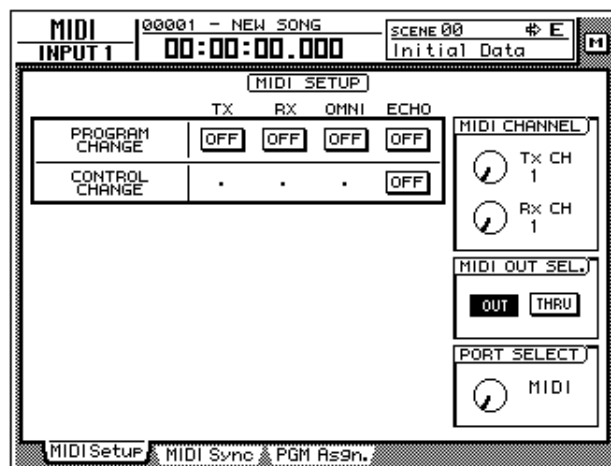 MIDI
INPUT 1
00001 - NEW SONG
00:00:00.000
SCENE 00 E
Initial Data
M
MIDI SETUP
TX RX OMNI ECHO
PROGRAM CHANGE
OFF OFF OFF OFF
CONTROL CHANGE
. . . OFF
MIDI CHANNEL
Tx CH
1
Rx CH
1
MIDI OUT SEL.
OUT THRU
PORT SELECT
MIDI
MIDI Setup MIDI Sync PGM Asgn.